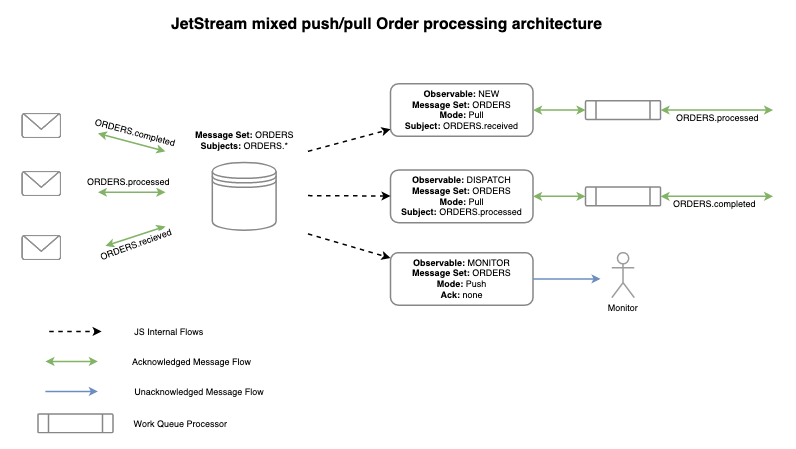 JetStream mixed push/pull Order processing architecture
ORDERS.completed
ORDERS.processed
ORDERS.recieved
Message Set: ORDERS
Subjects: ORDERS.*
Observable: NEW
Message Set: ORDERS
Mode: Pull
Subject: ORDERS.received
ORDERS.processed
Observable: DISPATCH
Message Set: ORDERS
Mode: Pull
Subject: ORDERS.processed
ORDERS.completed
Observable: MONITOR
Message Set: ORDERS
Mode: Push
Ack: none
Monitor
JS Internal Flows
Acknowledged Message Flow
Unacknowledged Message Flow
Work Queue Processor